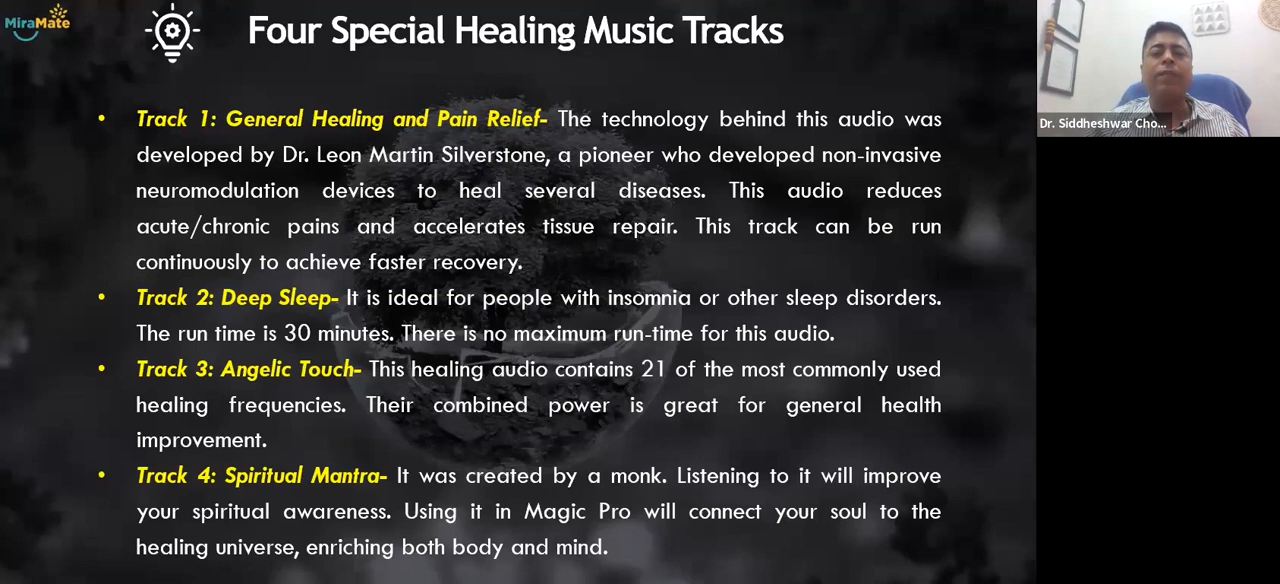 MiraMate
Four Special Healing Music Tracks
Dr. Siddheshwar Cho...
• Track 1: General Healing and Pain Relief- The technology behind this audio was
developed by Dr. Leon Martin Silverstone, a pioneer who developed non-invasive
neuromodulation devices to heal several diseases. This audio reduces
acute/chronic pains and accelerates tissue repair. This track can be run
continuously to achieve faster recovery.
• Track 2: Deep Sleep- It is ideal for people with insomnia or other sleep disorders.
The run time is 30 minutes. There is no maximum run-time for this audio.
• Track 3: Angelic Touch- This healing audio contains 21 of the most commonly used
healing frequencies. Their combined power is great for general health
improvement.
• Track 4: Spiritual Mantra- It was created by a monk. Listening to it will improve
your spiritual awareness. Using it in Magic Pro will connect your soul to the
healing universe, enriching both body and mind.